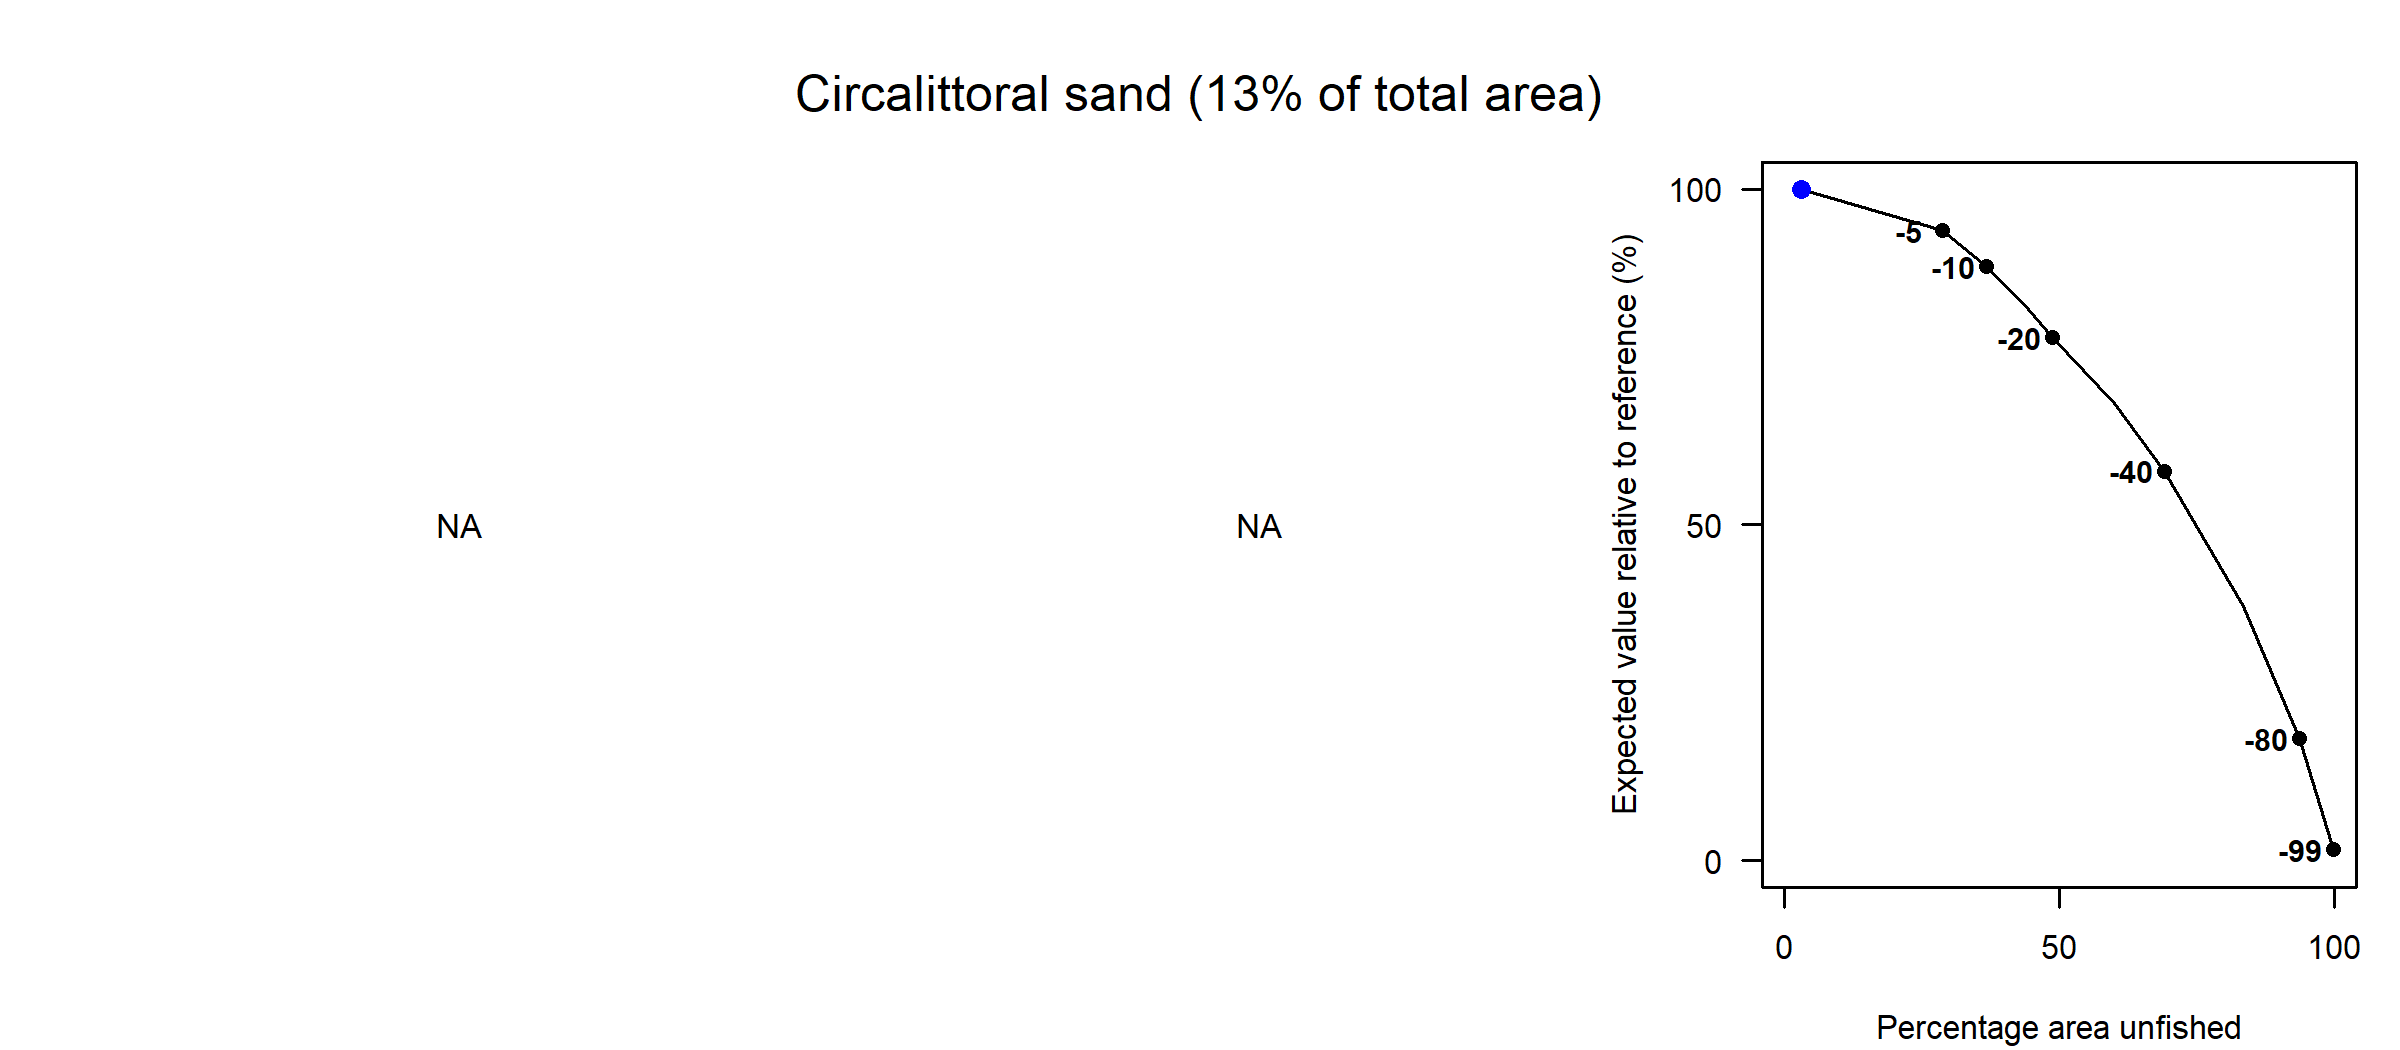 Circalittoral sand (13% of total area)
NA
NA
Expected value relative to reference (%)
100
50
0
-5
-10
-20
-40
-80
-99
0
50
100
Percentage area unfished